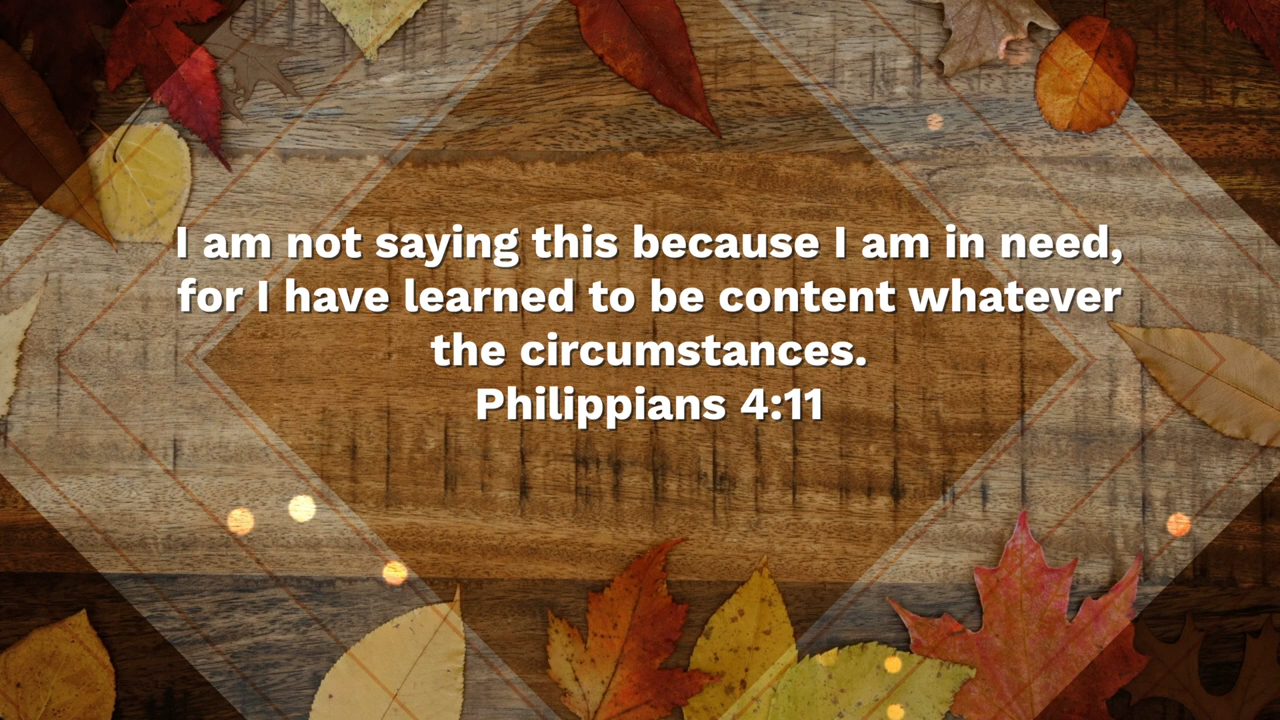 I am not saying this because I am in need,
for I have learned to be content whatever
the circumstances.
Philippians 4:11